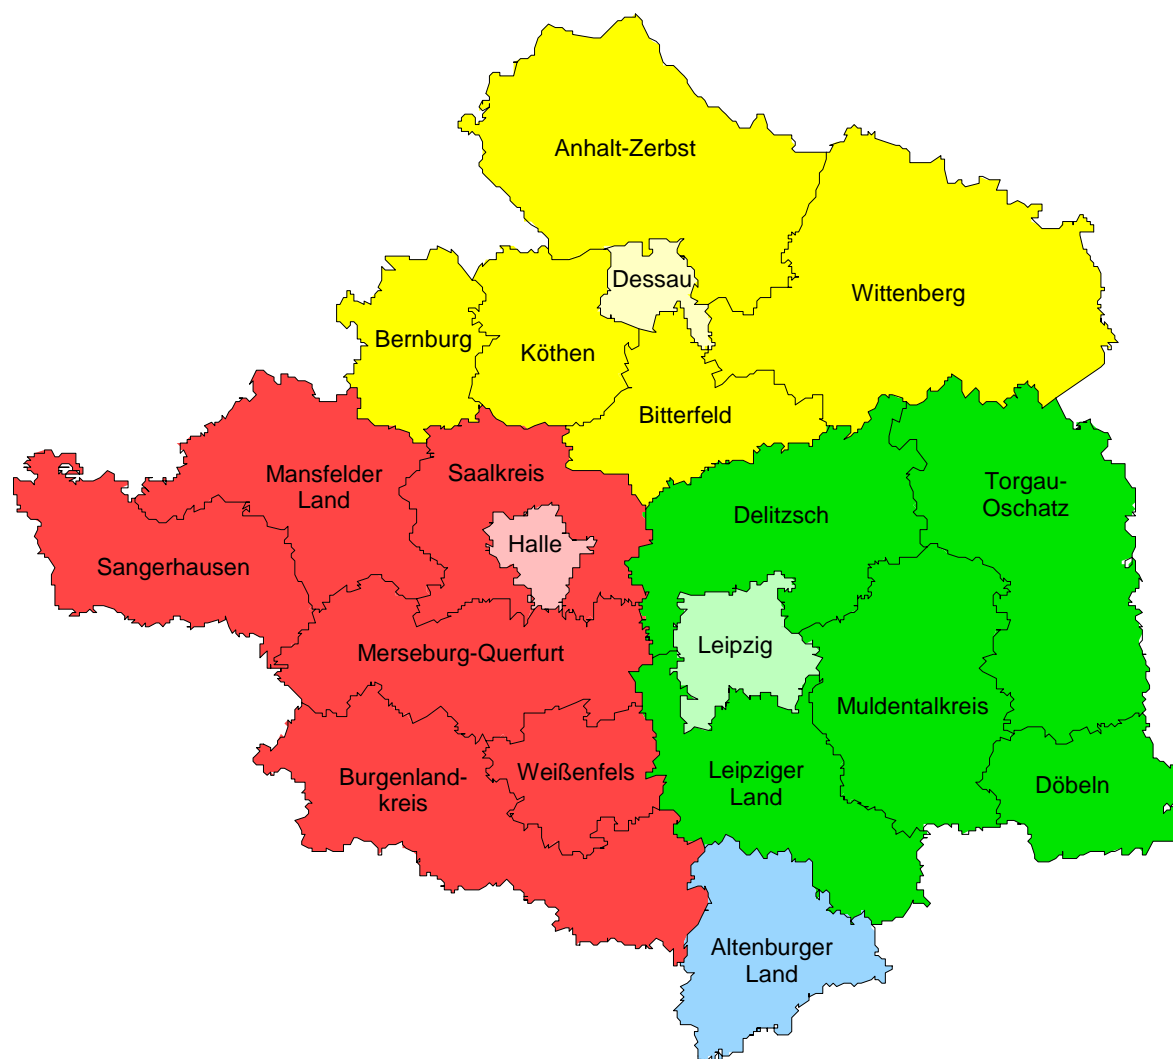 Anhalt-Zerbst
Dessau
Wittenberg
Bernburg
Köthen
Bitterfeld
Mansfelder
Land
Saalkreis
Torgau-
Oschatz
Delitzsch
Halle
Sangerhausen
Leipzig
Merseburg-Querfurt
Muldentalkreis
Burgenland-
kreis
Weißenfels
Leipziger
Land
Döbeln
Altenburger
Land